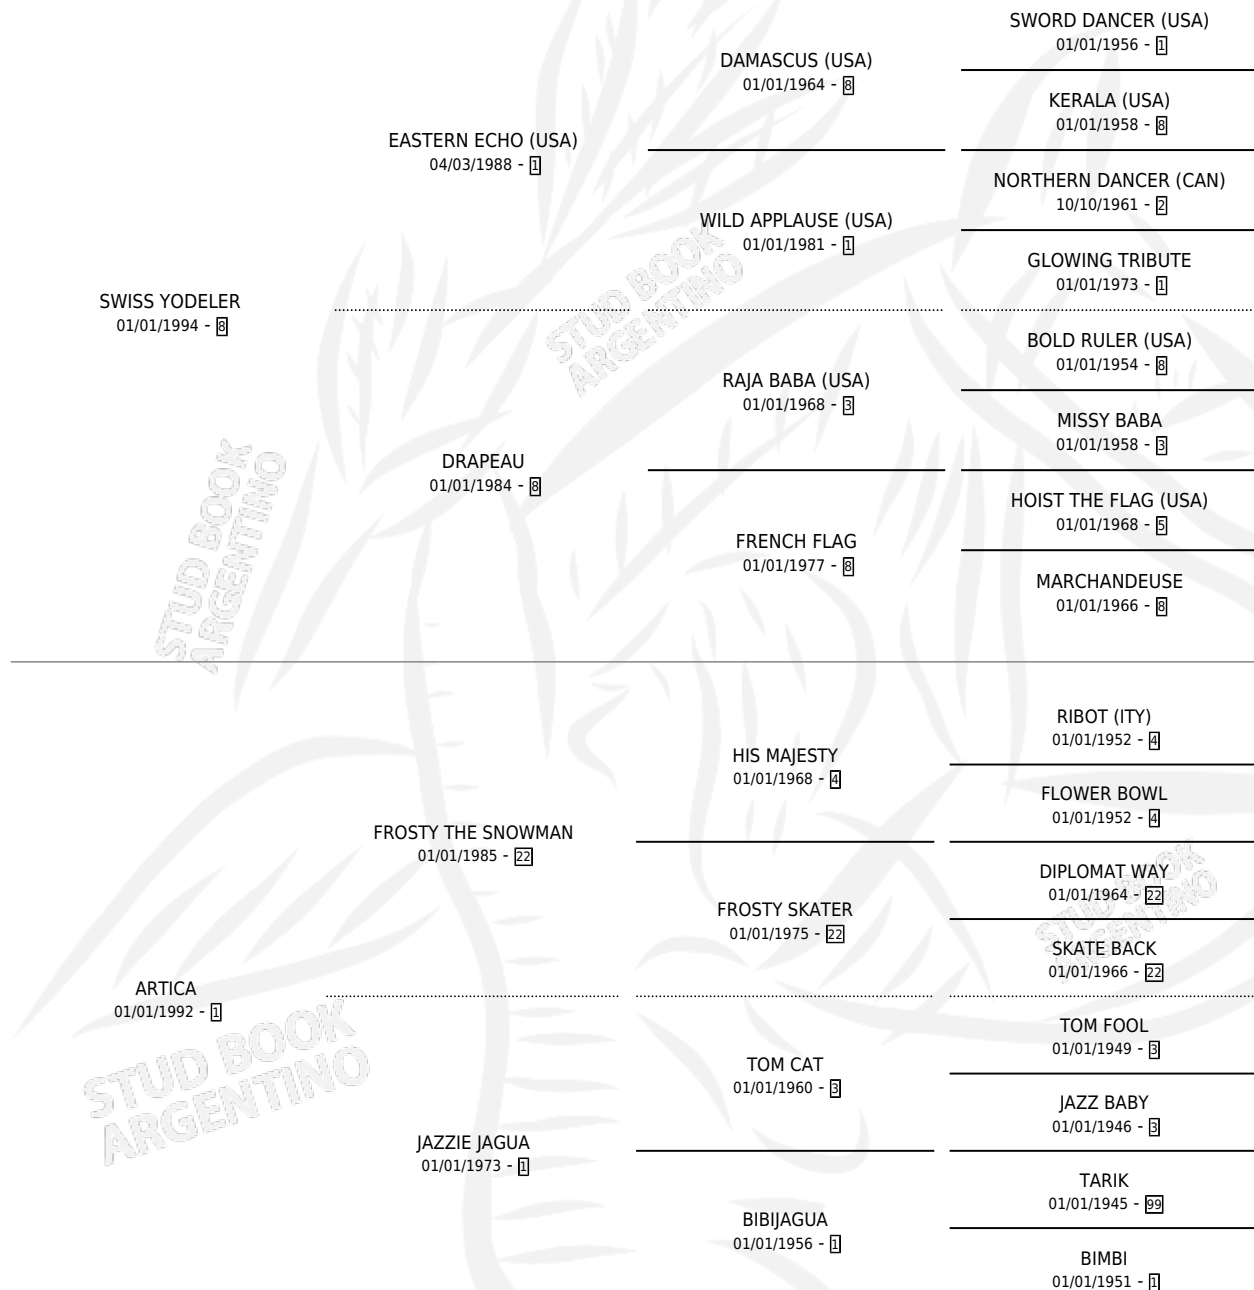 SWORD DANCER (USA)
01/01/1956 - 1
DAMASCUS (USA)
01/01/1964 - 8
KERALA (USA)
01/01/1958 - 8
EASTERN ECHO (USA)
04/03/1988 - 1
NORTHERN DANCER (CAN)
10/10/1961 - 2
WILD APPLAUSE (USA)
01/01/1981 - 1
GLOWING TRIBUTE
01/01/1973 - 1
SWISS YODELER
01/01/1994 - 8
BOLD RULER (USA)
01/01/1954 - 8
RAJA BABA (USA)
01/01/1968 - 3
MISSY BABA
01/01/1958 - 3
DRAPEAU
01/01/1984 - 8
HOIST THE FLAG (USA)
01/01/1968 - 5
FRENCH FLAG
01/01/1977 - 8
MARCHANDEUSE
01/01/1966 - 8
RIBOT (ITY)
01/01/1952 - 4
HIS MAJESTY
01/01/1968 - 4
FLOWER BOWL
01/01/1952 - 4
FROSTY THE SNOWMAN
01/01/1985 - 22
DIPLOMAT WAY
01/01/1964 - 22
FROSTY SKATER
01/01/1975 - 22
SKATE BACK
01/01/1966 - 22
ARTICA
01/01/1992 - 1
TOM FOOL
01/01/1949 - 3
TOM CAT
01/01/1960 - 3
JAZZ BABY
01/01/1946 - 3
JAZZIE JAGUA
01/01/1973 - 1
TARIK
01/01/1945 - 99
BIBIJAGUA
01/01/1956 - 1
BIMBI
01/01/1951 - 1
STUD BOOK
ARGENTINO
STUD BOOK
ARGENTINO
STUD BOOK
ARGENTINO
STUD BOOK
ARGENTINO